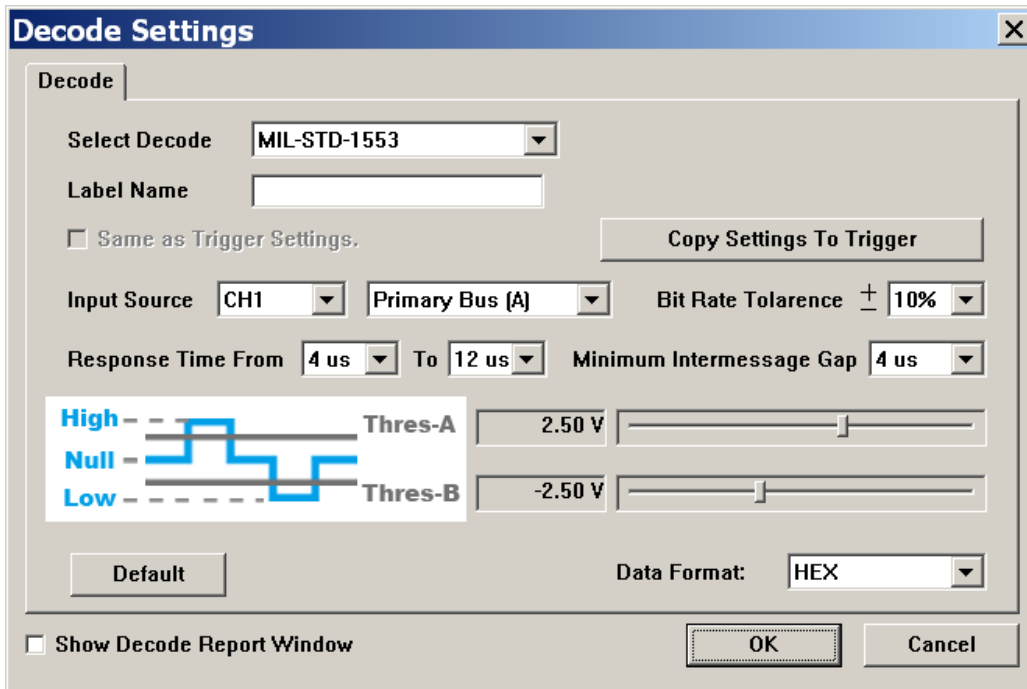 Decode Settings
Decode
Select Decode MIL-STD-1553
Label Name
Same as Trigger Settings. Copy Settings To Trigger
Input Source CH1 Primary Bus (A) Bit Rate Tolarence ± 10%
Response Time From 4 us To 12 us Minimum Intermessage Gap 4 us
High Thres-A 2.50 V
Null
Low Thres-B -2.50 V
Default Data Format: HEX
Show Decode Report Window OK Cancel